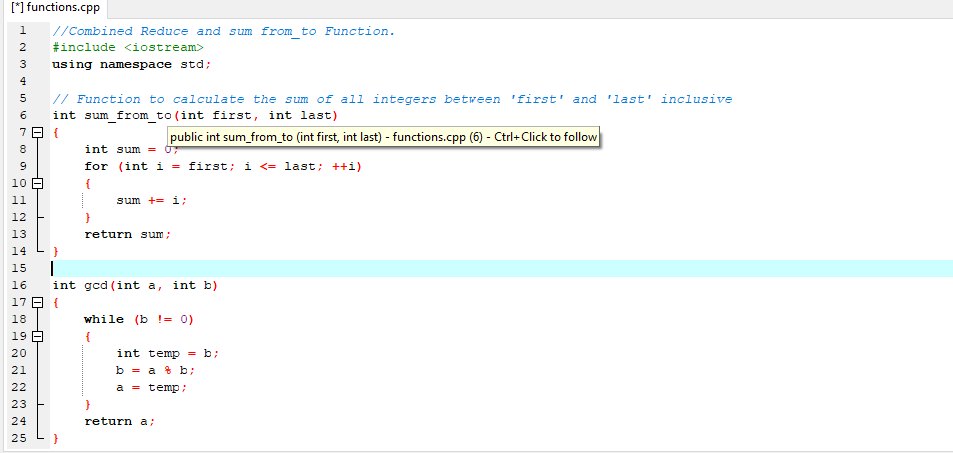 [*] functions.cpp
1 //Combined Reduce and sum from_to Function.
2 #include <iostream>
3 using namespace std;
4
5 // Function to calculate the sum of all integers between 'first' and 'last' inclusive
6 int sum_from_to(int first, int last)
7 {
public int sum_from_to (int first, int last) - functions.cpp (6) - Ctrl+Click to follow
8 int sum = 0;
9 for (int i = first; i <= last; ++i)
10 {
11 sum += i;
12 }
13 return sum;
14 }
15
16 int gcd(int a, int b)
17 {
18 while (b != 0)
19 {
20 int temp = b;
21 b = a % b;
22 a = temp;
23 }
24 return a;
25 }